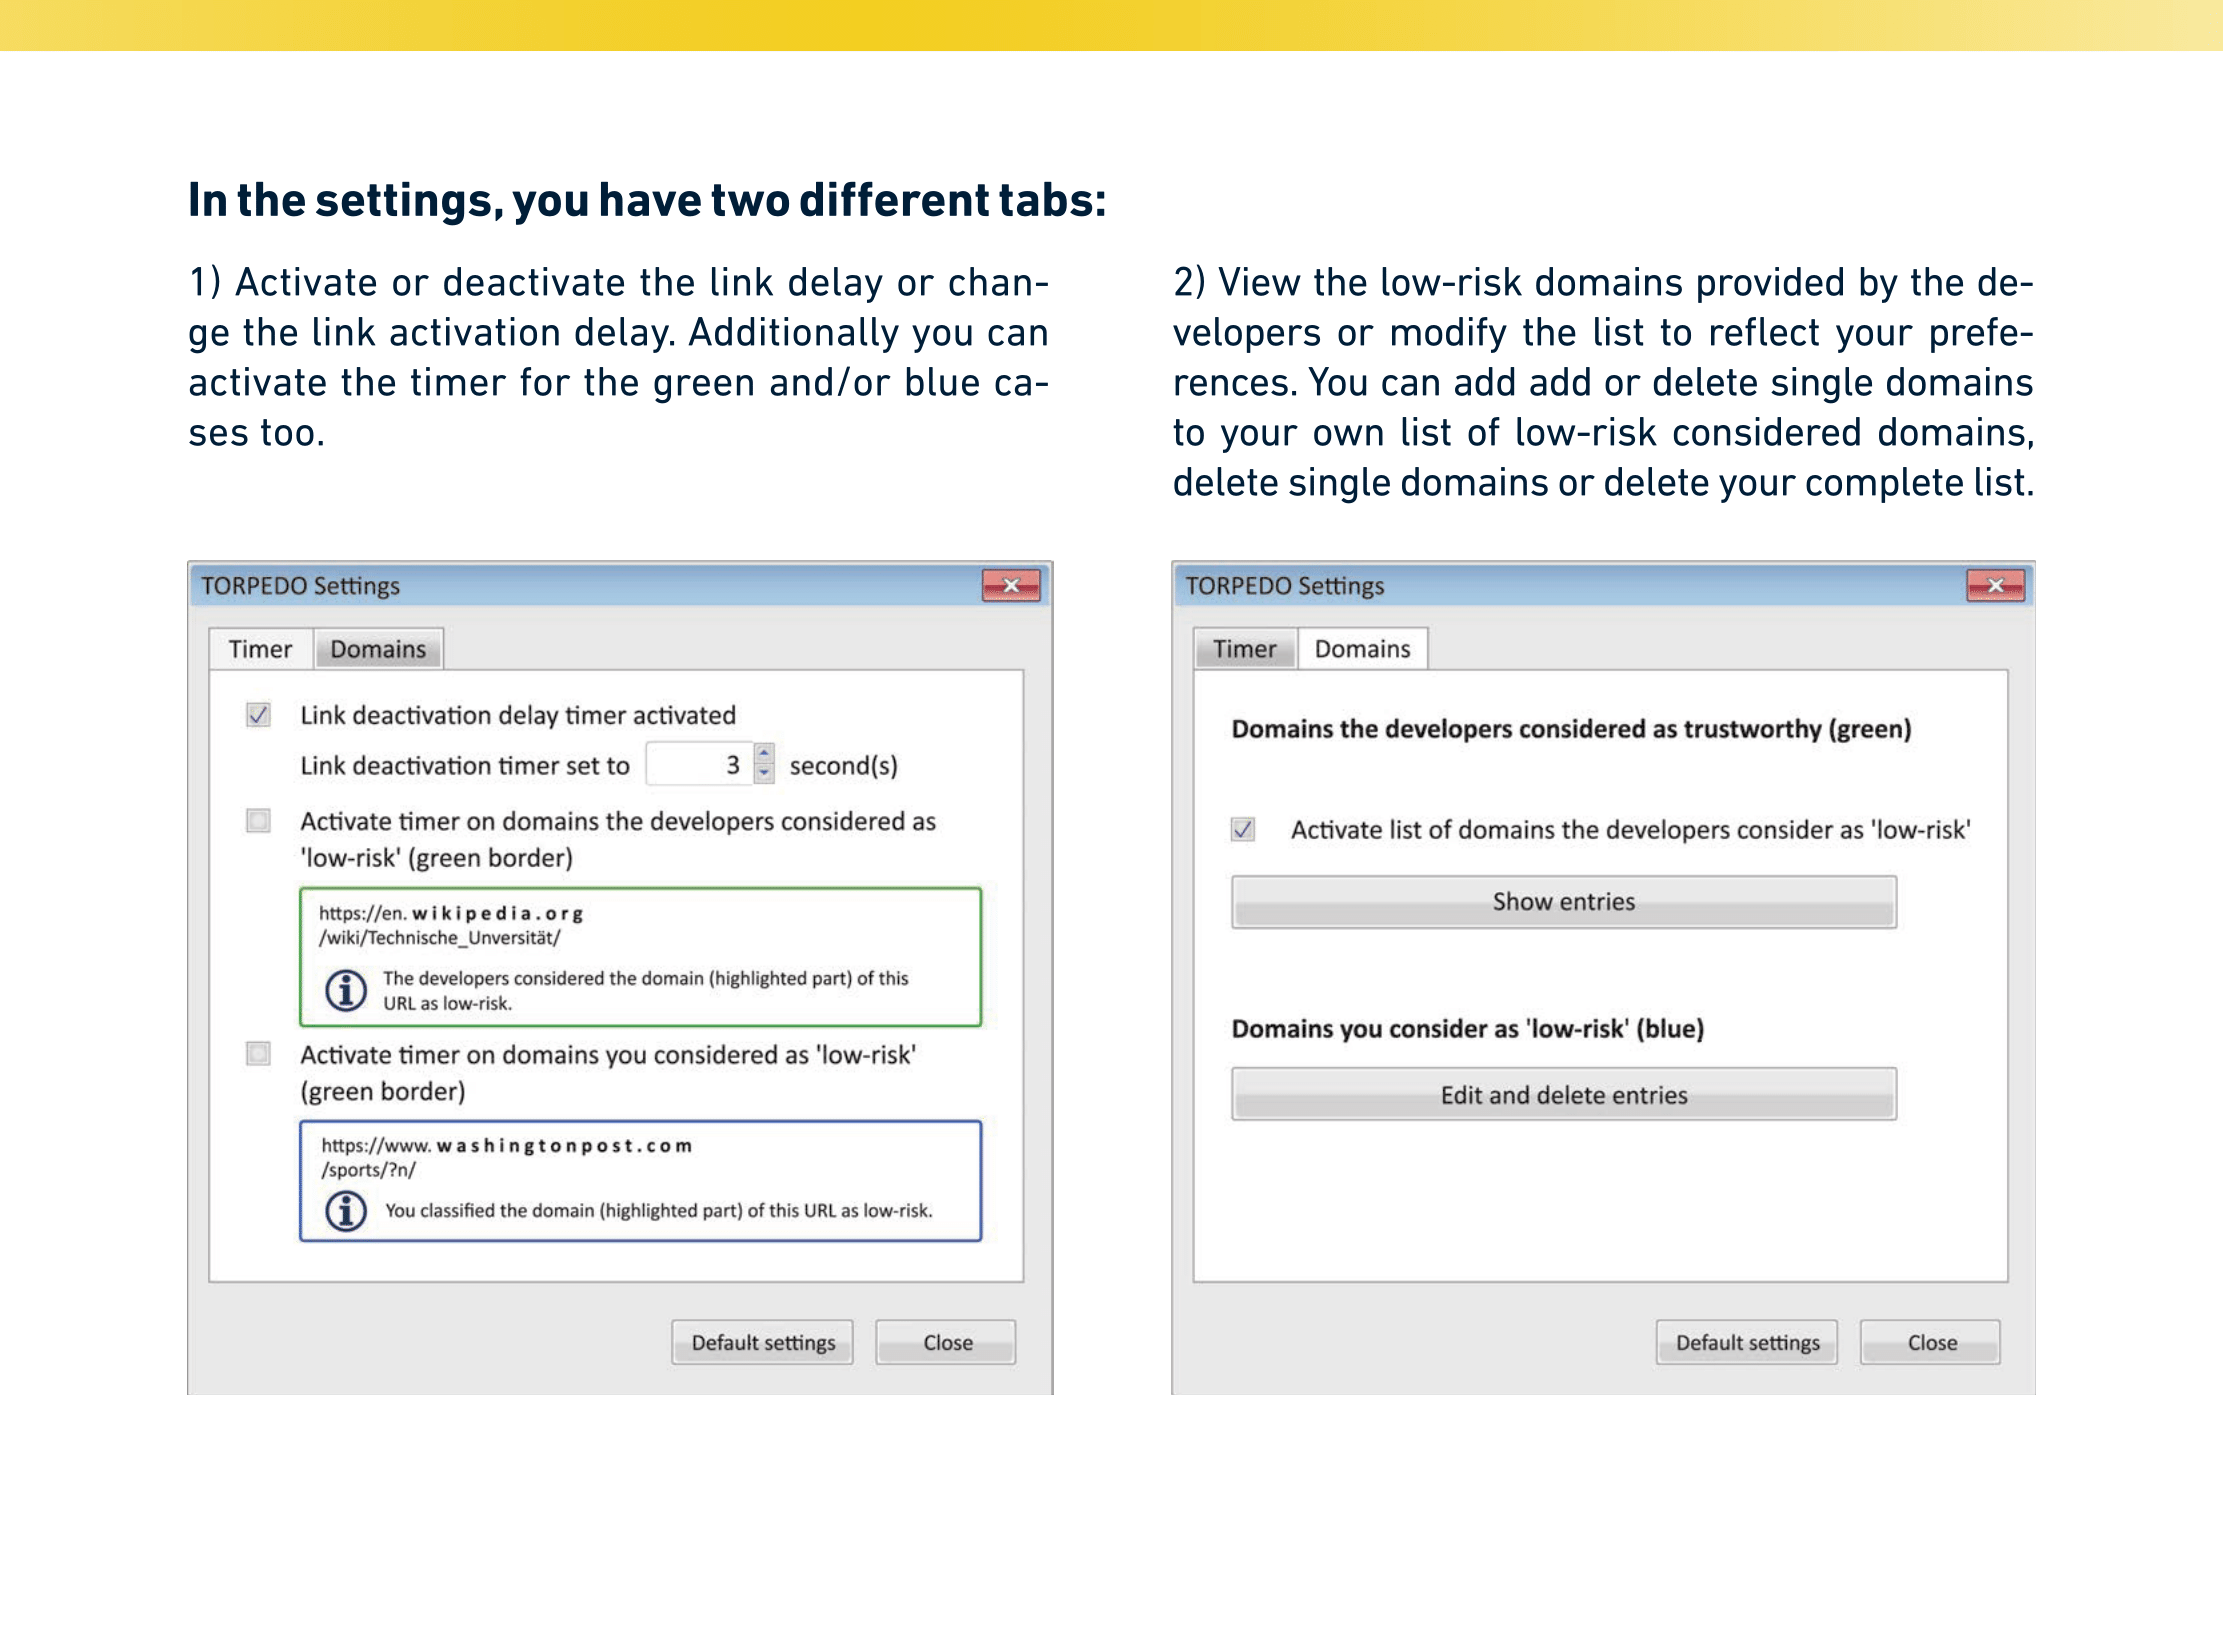 In the settings, you have two different tabs:
1) Activate or deactivate the link delay or chan-
ge the link activation delay. Additionally you can
activate the timer for the green and/or blue ca-
ses too.
2) View the low-risk domains provided by the de-
velopers or modify the list to reflect your prefe-
rences. You can add add or delete single domains
to your own list of low-risk considered domains,
delete single domains or delete your complete list.
TORPEDO Settings
Timer Domains
Link deactivation delay timer activated
Link deactivation timer set to 3 second(s)
Activate timer on domains the developers considered as
'low-risk' (green border)
https://en. wikipedia.org
/wiki/Technische_Unversität/
The developers considered the domain (highlighted part) of this
URL as low-risk.
Activate timer on domains you considered as 'low-risk'
(green border)
https://www. washingtonpost.com
/sports/?n/
You classified the domain (highlighted part) of this URL as low-risk.
Default settings Close
TORPEDO Settings
Timer Domains
Domains the developers considered as trustworthy (green)
Activate list of domains the developers consider as 'low-risk'
Show entries
Domains you consider as 'low-risk' (blue)
Edit and delete entries
Default settings Close